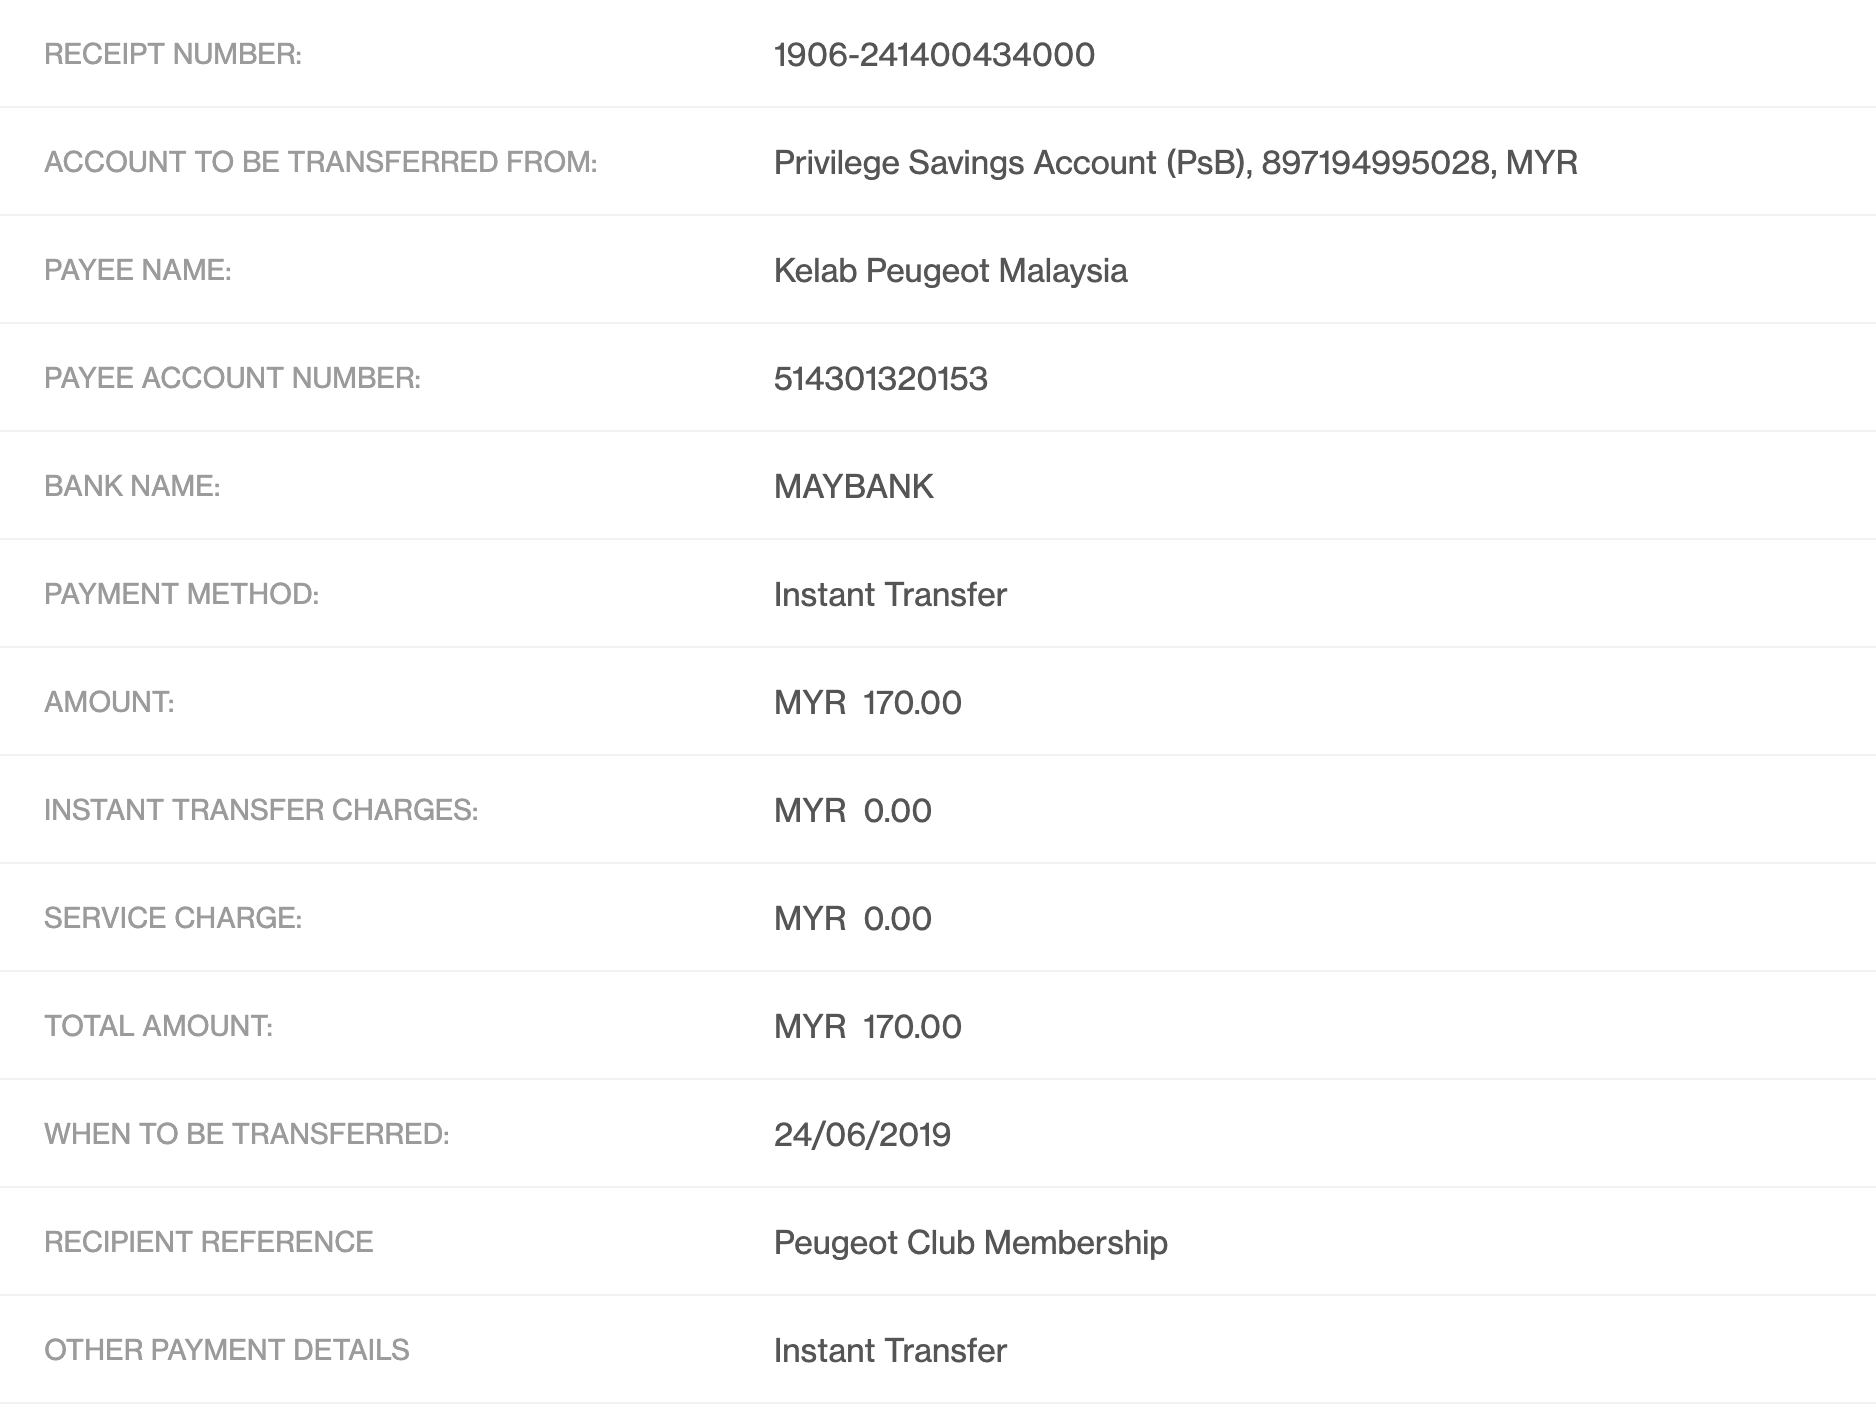 RECEIPT NUMBER: 1906-241400434000
ACCOUNT TO BE TRANSFERRED FROM: Privilege Savings Account (PsB), 897194995028, MYR
PAYEE NAME: Kelab Peugeot Malaysia
PAYEE ACCOUNT NUMBER: 514301320153
BANK NAME: MAYBANK
PAYMENT METHOD: Instant Transfer
AMOUNT: MYR 170.00
INSTANT TRANSFER CHARGES: MYR 0.00
SERVICE CHARGE: MYR 0.00
TOTAL AMOUNT: MYR 170.00
WHEN TO BE TRANSFERRED: 24/06/2019
RECIPIENT REFERENCE Peugeot Club Membership
OTHER PAYMENT DETAILS Instant Transfer